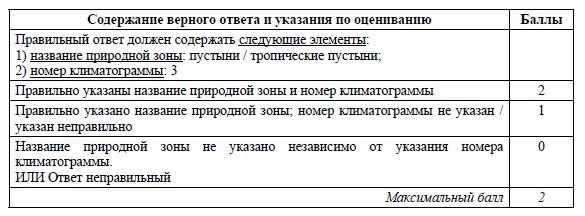 Содержание верного ответа и указания по оцениванию
Баллы
Правильный ответ должен содержать следующие элементы:
1) название природной зоны: пустыни / тропические пустыни;
2) номер климатограммы: 3
Правильно указаны название природной зоны и номер климатограммы
2
Правильно указано название природной зоны; номер климатограммы не указан /
указан неправильно
1
Название природной зоны не указано независимо от указания номера
климатограммы.
ИЛИ Ответ неправильный
0
Максимальный балл
2